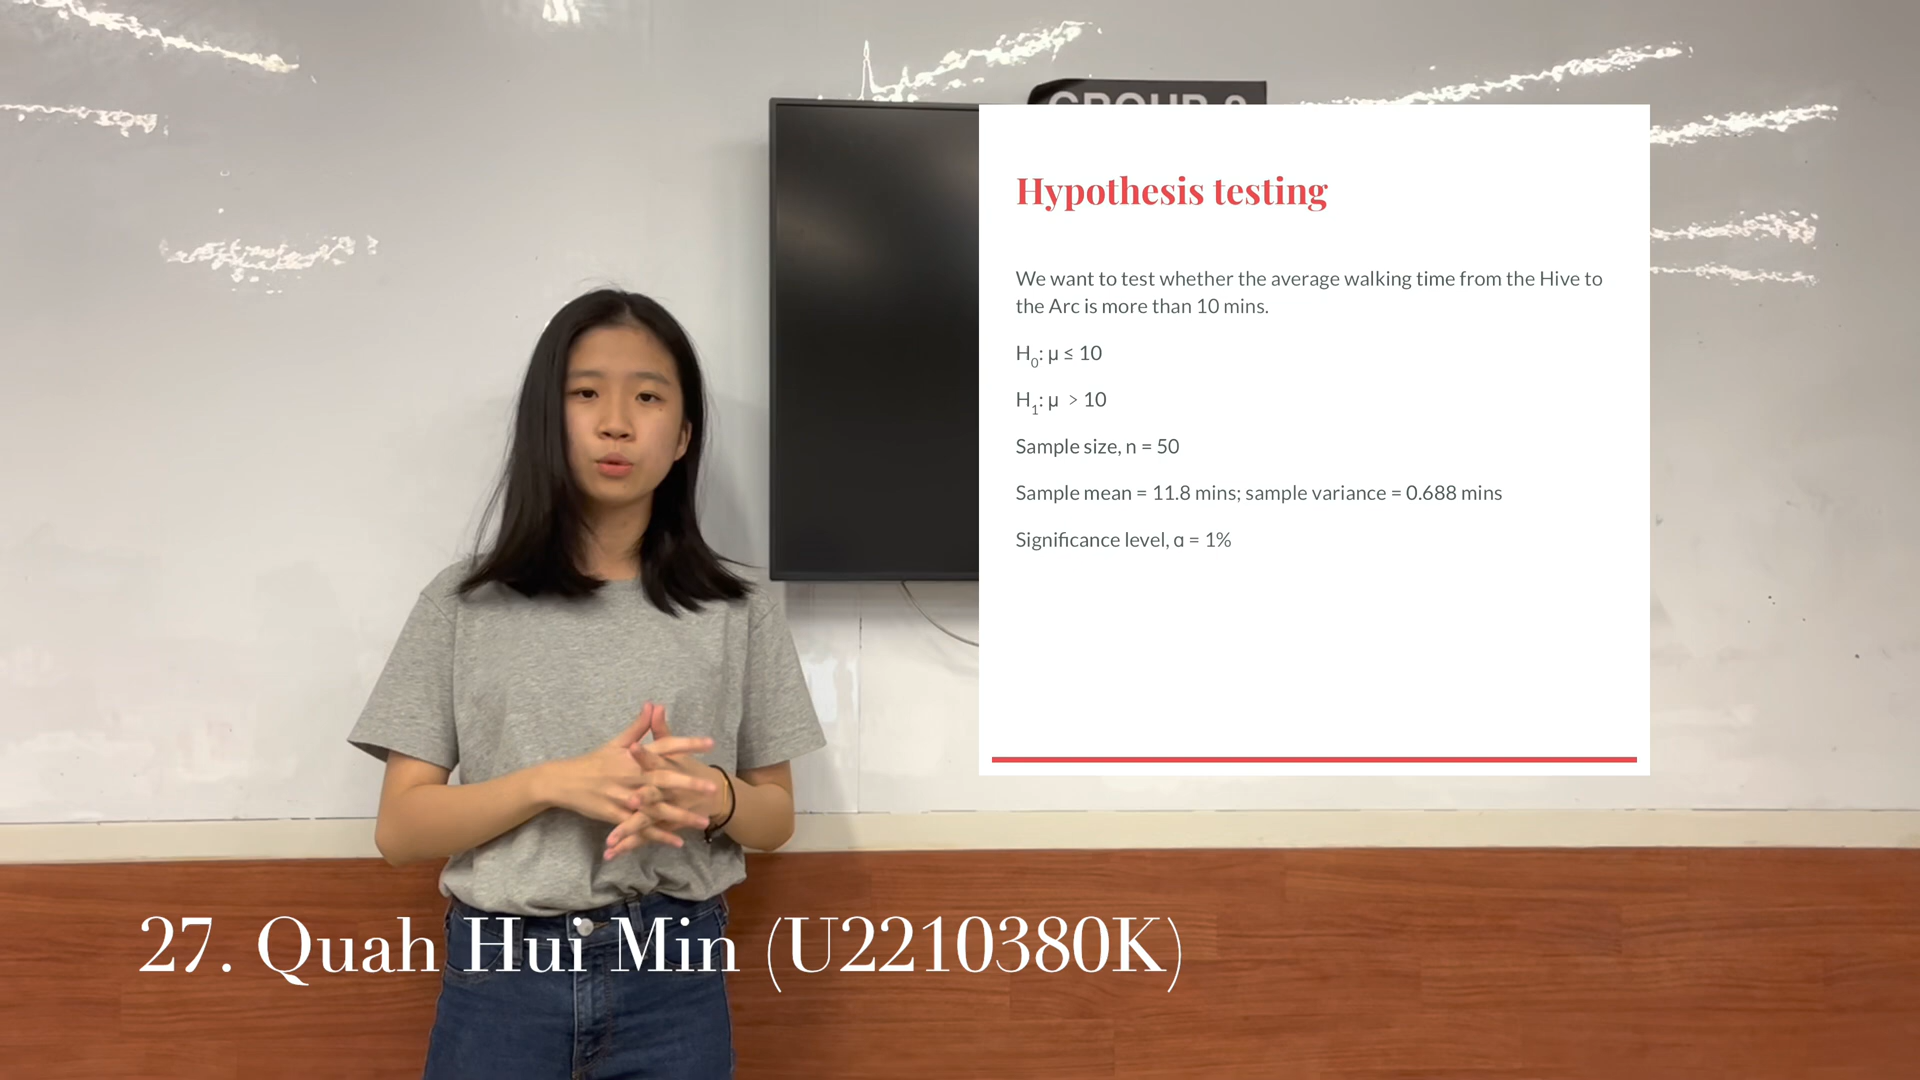 Hypothesis testing
We want to test whether the average walking time from the Hive to
the Arc is more than 10 mins.
H₀: µ ≤ 10
H₁: µ > 10
Sample size, n = 50
Sample mean = 11.8 mins; sample variance = 0.688 mins
Significance level, α = 1%
27. Quah Hui Min (U2210380K)